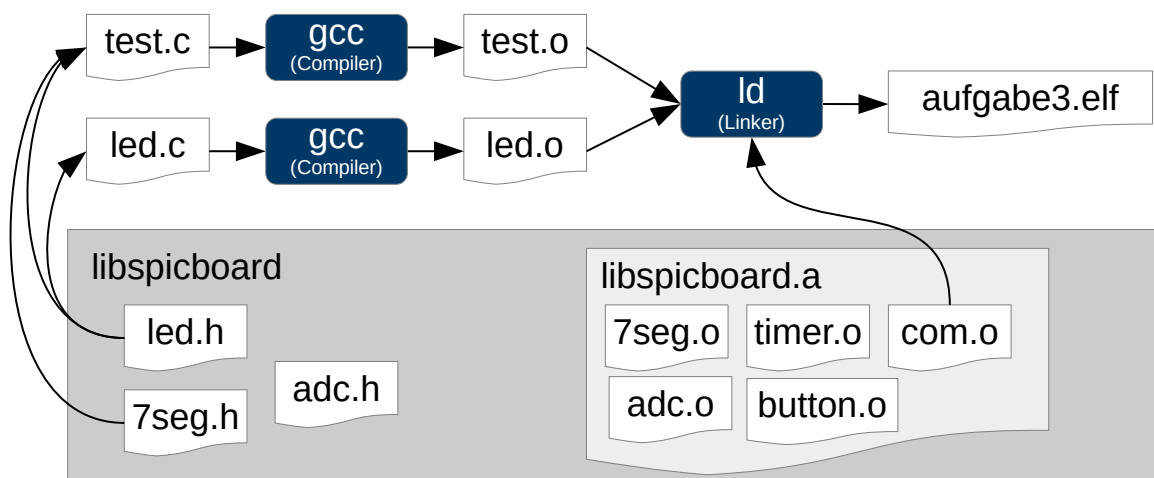 test.c
gcc
(Compiler)
test.o
ld
(Linker)
aufgabe3.elf
led.c
gcc
(Compiler)
led.o
libspicboard
libspicboard.a
led.h
7seg.o
timer.o
com.o
adc.h
7seg.h
adc.o
button.o